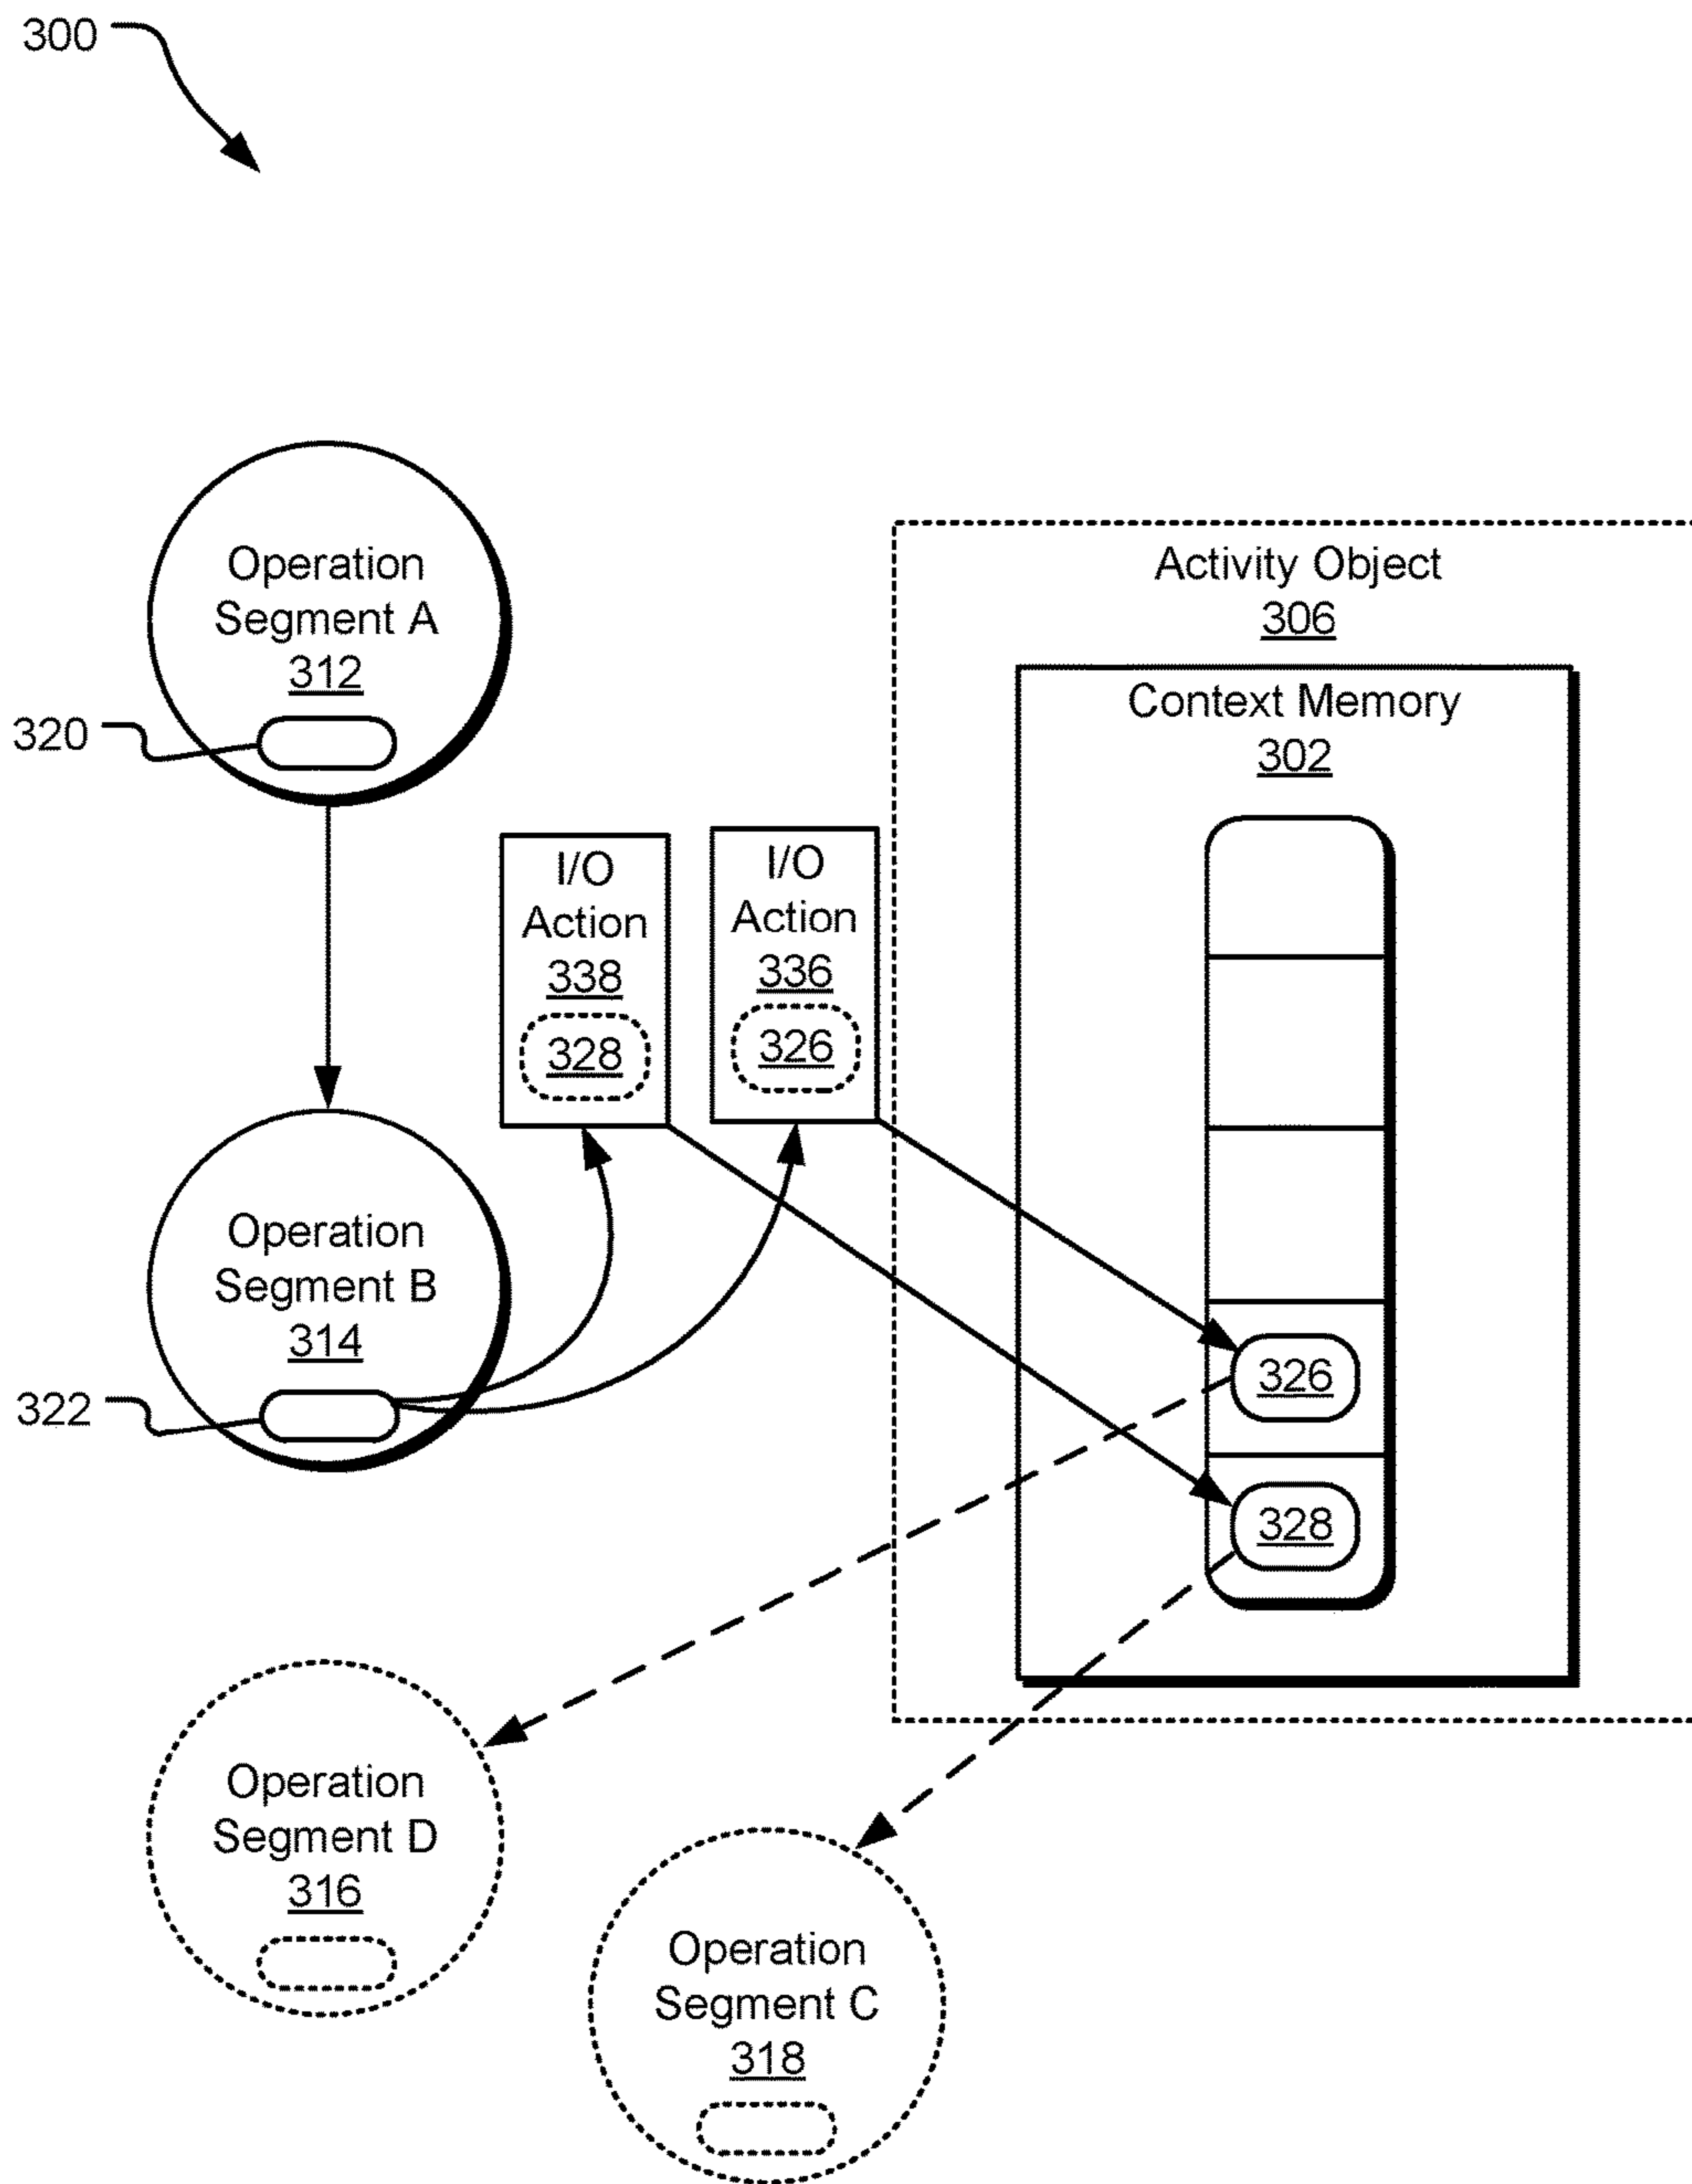 300
Operation
Segment A
312
320
Activity Object
306
Context Memory
302
I/O
Action
338
328
I/O
Action
336
326
Operation
Segment B
314
322
326
328
Operation
Segment D
316
Operation
Segment C
318